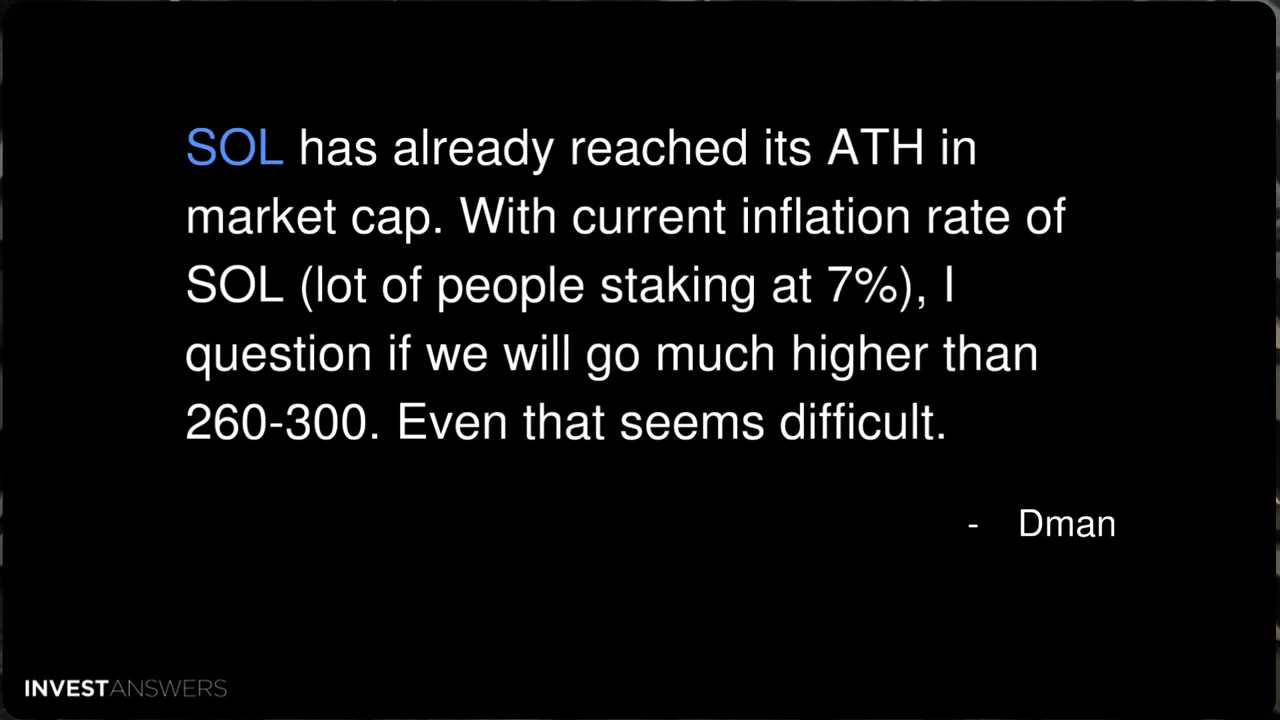 SOL has already reached its ATH in
market cap. With current inflation rate of
SOL (lot of people staking at 7%), I
question if we will go much higher than
260-300. Even that seems difficult.
- Dman
INVESTANSWERS